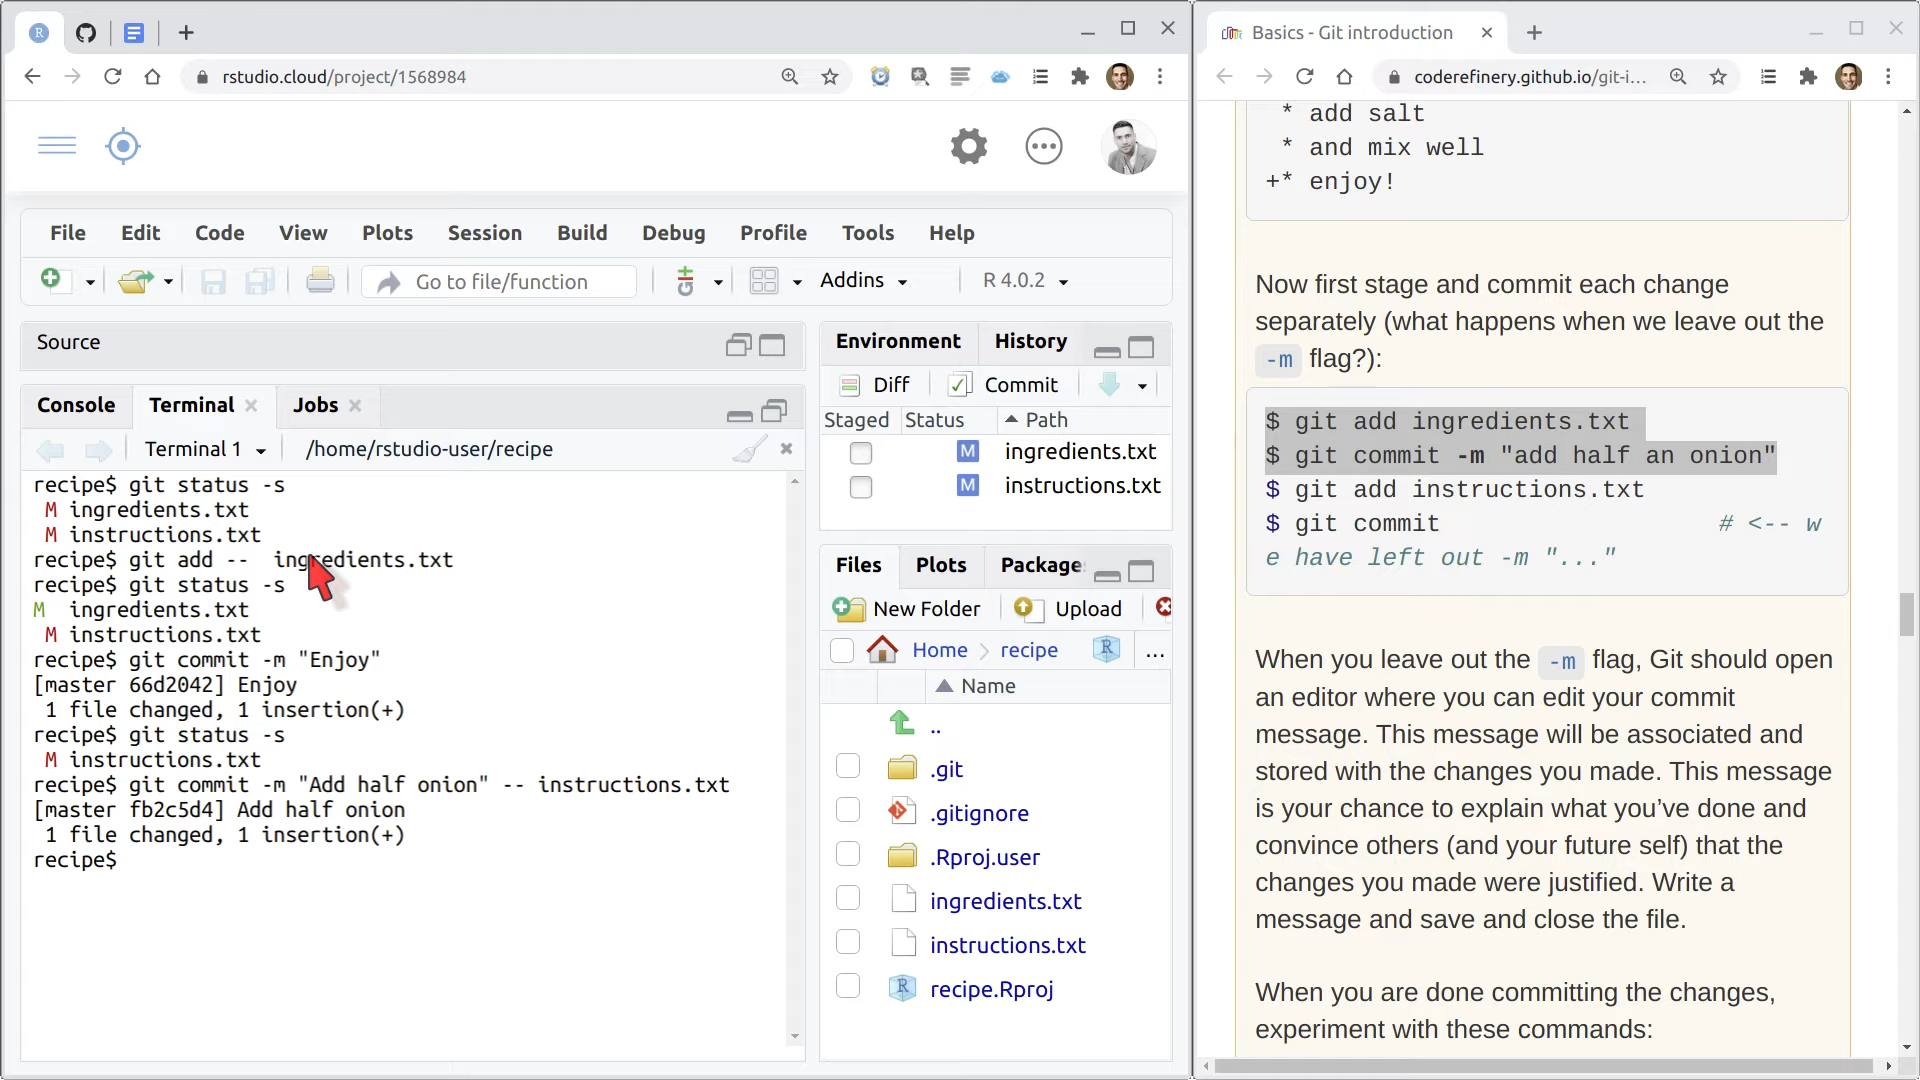 R
Basics - Git introduction
rstudio.cloud/project/1568984
coderefinery.github.io/git-i...
File Edit Code View Plots Session Build Debug Profile Tools Help
Go to file/function
Git
Addins
R 4.0.2
Source
Console Terminal Jobs
Terminal 1 /home/rstudio-user/recipe
recipe$ git status -s
M ingredients.txt
M instructions.txt
recipe$ git add -- ingredients.txt
recipe$ git status -s
M ingredients.txt
M instructions.txt
recipe$ git commit -m "Enjoy"
[master 66d2042] Enjoy
1 file changed, 1 insertion(+)
recipe$ git status -s
M instructions.txt
recipe$ git commit -m "Add half onion" -- instructions.txt
[master fb2c5d4] Add half onion
1 file changed, 1 insertion(+)
recipe$
Environment History
Diff Commit
Staged Status Path
M ingredients.txt
M instructions.txt
Files Plots Package
New Folder Upload
Home recipe R ...
Name
..
.git
.gitignore
.Rproj.user
ingredients.txt
instructions.txt
R recipe.Rproj
* add salt
* and mix well
+* enjoy!
Now first stage and commit each change
separately (what happens when we leave out the
-m flag?):
$ git add ingredients.txt
$ git commit -m "add half an onion"
$ git add instructions.txt
$ git commit # <-- w
e have left out -m "..."
When you leave out the -m flag, Git should open
an editor where you can edit your commit
message. This message will be associated and
stored with the changes you made. This message
is your chance to explain what you’ve done and
convince others (and your future self) that the
changes you made were justified. Write a
message and save and close the file.
When you are done committing the changes,
experiment with these commands: